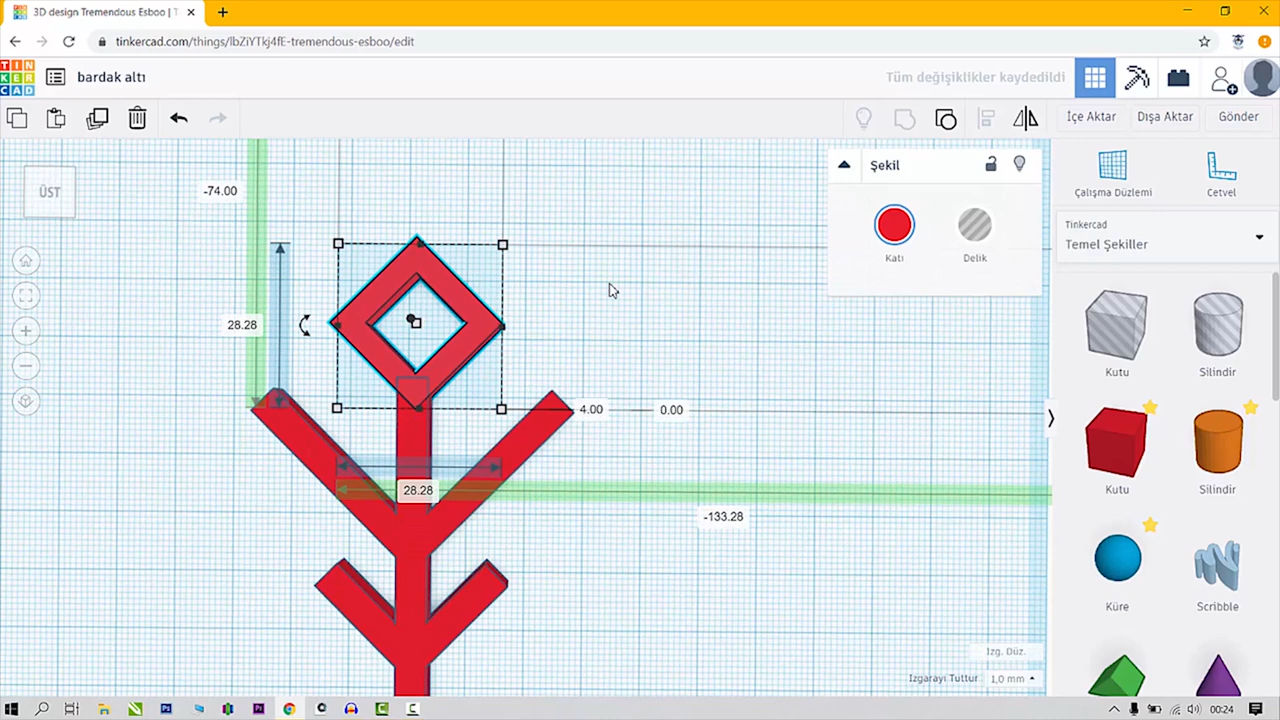 3D design Tremendous Esboo | T
tinkercad.com/things/lbZiYTkj4fE-tremendous-esboo/edit
TIN
KER
CAD
bardak altı
Tüm değişiklikler kaydedildi
İçe Aktar
Dışa Aktar
Gönder
ÜST
-74.00
28.28
4.00
0.00
28.28
-133.28
Şekil
Katı
Delik
Çalışma Düzlemi
Cetvel
Tinkercad
Temel Şekiller
Kutu
Silindir
Kutu
Silindir
Küre
Scribble
Izg. Düz.
Izgarayı Tuttur
1,0 mm
00:24